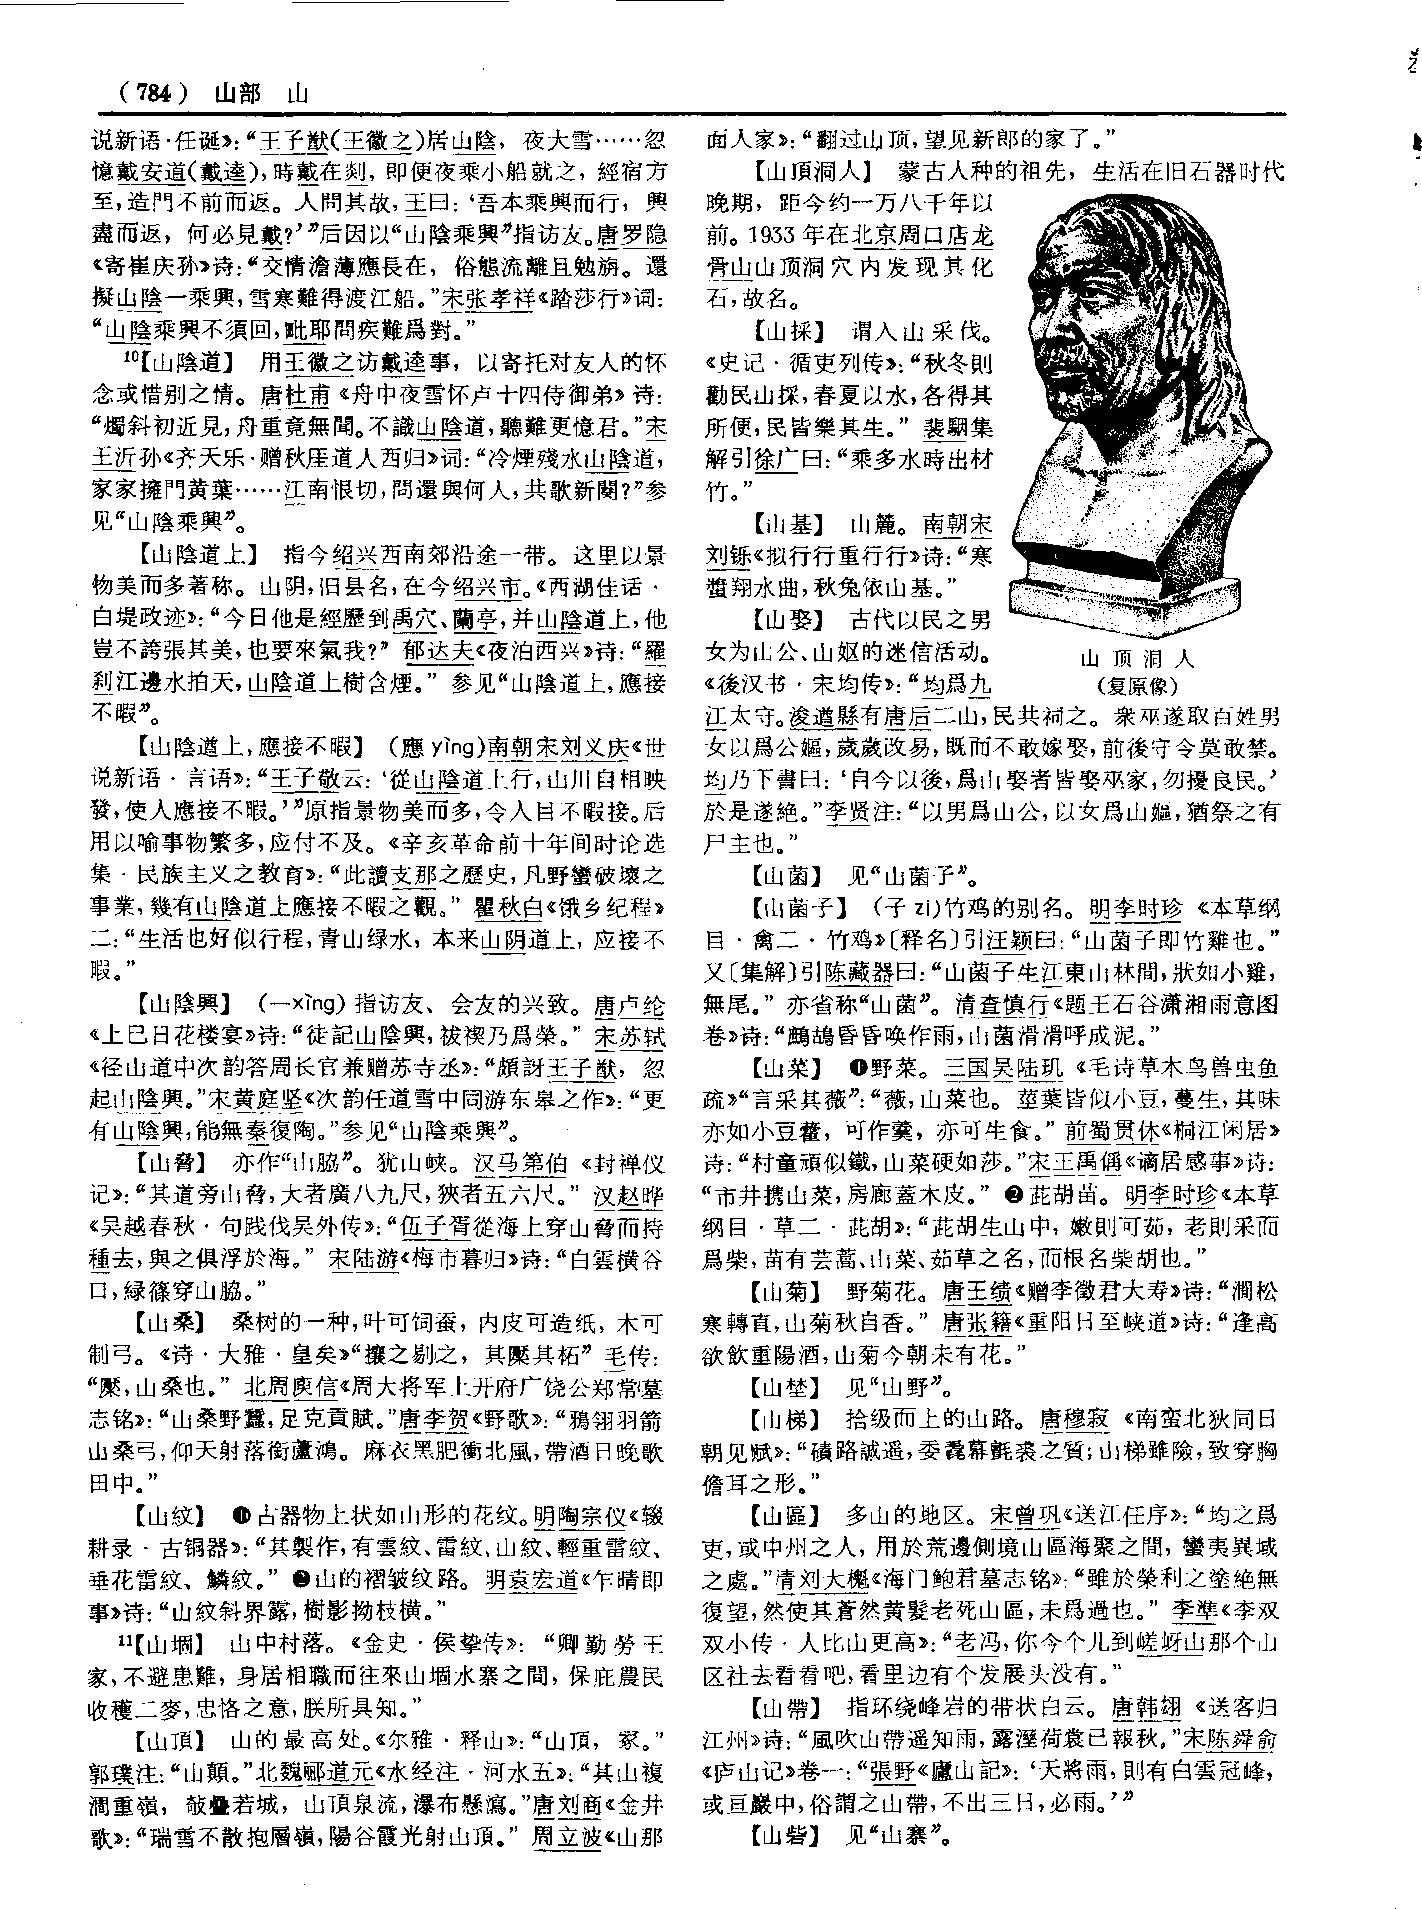 （784） 山部 山
说新语·任诞》：“王子猷（王徽之）居山陰，夜大雪……忽
憶戴安道（戴逵），時戴在剡，即便夜乘小船就之，經宿方
至，造門不前而返。人問其故，王曰：‘吾本乘興而行，興
盡而返，何必見戴？’”后因以“山陰乘興”指访友。唐罗隐
《寄崔庆孙》诗：“交情澹薄應長在，俗態流離且勉旃。還
擬山陰一乘興，雪寒難得渡江船。”宋张孝祥《踏莎行》词：
“山陰乘興不須回，毗耶問疾難爲對。”
10【山陰道】 用王徽之访戴逵事，以寄托对友人的怀
念或惜别之情。唐杜甫《舟中夜雪怀卢十四侍御弟》诗：
“燭斜初近見，舟重竟無聞。不識山陰道，聽難更憶君。”宋
王沂孙《齐天乐·赠秋厓道人西归》词：“冷煙殘水山陰道，
家家擁門黄葉……江南恨切，問還與何人，共歌新闋？”参
见“山陰乘興”。
【山陰道上】 指今绍兴西南郊沿途一带。这里以景
物美而多著称。山阴，旧县名，在今绍兴市。《西湖佳话·
白堤政迹》：“今日他是經歷到禹穴、蘭亭，并山陰道上，他
豈不誇張其美，也要來氣我？” 郁达夫《夜泊西兴》诗：“羅
刹江邊水拍天，山陰道上樹含煙。” 参见“山陰道上，應接
不暇”。
【山陰道上，應接不暇】 （應 yìng）南朝宋刘义庆《世
说新语·言语》：“王子敬云：‘從山陰道上行，山川自相映
發，使人應接不暇。’”原指景物美而多，令人目不暇接。后
用以喻事物繁多，应付不及。《辛亥革命前十年间时论选
集·民族主义之教育》：“此讀支那之歷史，凡野蠻破壞之
事業，幾有山陰道上應接不暇之觀。” 瞿秋白《饿乡纪程》
二：“生活也好似行程，青山绿水，本来山阴道上，应接不
暇。”
【山陰興】 （—xìng）指访友、会友的兴致。唐卢纶
《上巳日花楼宴》诗：“徒記山陰興，祓禊乃爲榮。” 宋苏轼
《径山道中次韵答周长官兼赠苏寺丞》：“頗訝王子猷，忽
起山陰興。”宋黄庭坚《次韵任道雪中同游东皋之作》：“更
有山陰興，能無秦復陶。”参见“山陰乘興”。
【山脅】 亦作“山脇”。犹山峡。汉马第伯《封禅仪
记》：“其道旁山脅，大者廣八九尺，狹者五六尺。” 汉赵晔
《吴越春秋·句践伐吴外传》：“伍子胥從海上穿山脅而持
種去，與之俱浮於海。” 宋陆游《梅市暮归》诗：“白雲横谷
口，緑篠穿山脇。”
【山桑】 桑树的一种，叶可饲蚕，内皮可造纸，木可
制弓。《诗·大雅·皇矣》“攘之剔之，其檿其柘” 毛传：
“檿，山桑也。” 北周庾信《周大将军上开府广饶公郑常墓
志铭》：“山桑野蠶，足克貢賦。”唐李贺《野歌》：“鴉翎羽箭
山桑弓，仰天射落銜蘆鴻。麻衣黑肥衝北風，帶酒日晚歌
田中。”
【山紋】 ❶古器物上状如山形的花纹。明陶宗仪《辍
耕录·古铜器》：“其製作，有雲紋、雷紋、山紋、輕重雷紋、
垂花雷紋、鱗紋。” ❷山的褶皱纹路。明袁宏道《乍晴即
事》诗：“山紋斜界露，樹影拗枝横。”
11【山堌】 山中村落。《金史·侯挚传》：“卿勤勞王
家，不避患難，身居相職而往來山堌水寨之間，保庇農民
收穫二麥，忠恪之意，朕所具知。”
【山頂】 山的最高处。《尔雅·释山》：“山頂，冢。”
郭璞注：“山顛。”北魏郦道元《水经注·河水五》：“其山複
澗重嶺，欹疊若城，山頂泉流，瀑布懸瀉。”唐刘商《金井
歌》：“瑞雪不散抱層嶺，陽谷霞光射山頂。” 周立波《山那
面人家》：“翻过山顶，望见新郎的家了。”
【山頂洞人】 蒙古人种的祖先，生活在旧石器时代
晚期，距今约一万八千年以
前。1933 年在北京周口店龙
骨山山顶洞穴内发现其化
石，故名。
【山採】 谓入山采伐。
《史记·循吏列传》：“秋冬則
勸民山採，春夏以水，各得其
所便，民皆樂其生。” 裴駰集
解引徐广曰：“乘多水時出材
竹。”
【山基】 山麓。南朝宋
刘铄《拟行行重行行》诗：“寒
螿翔水曲，秋兔依山基。”
【山娶】 古代以民之男
女为山公、山妪的迷信活动。
《後汉书·宋均传》：“均爲九
江太守。浚遒縣有唐后二山，民共祠之。衆巫遂取百姓男
女以爲公嫗，歲歲改易，既而不敢嫁娶，前後守令莫敢禁。
均乃下書曰：‘自今以後，爲山娶者皆娶巫家，勿擾良民。’
於是遂絶。”李贤注：“以男爲山公，以女爲山嫗，猶祭之有
尸主也。”
山顶洞人
（复原像）
【山菌】 见“山菌子”。
【山菌子】 （子 zǐ）竹鸡的别名。明李时珍《本草纲
目·禽二·竹鸡》〔释名〕引汪颖曰：“山菌子即竹雞也。”
又〔集解〕引陈藏器曰：“山菌子生江東山林間，狀如小雞，
無尾。” 亦省称“山菌”。清查慎行《题王石谷潇湘雨意图
卷》诗：“鷓鴣昏昏唤作雨，山菌滑滑呼成泥。”
【山菜】 ❶野菜。三国吴陆玑《毛诗草木鸟兽虫鱼
疏》“言采其薇”：“薇，山菜也。莖葉皆似小豆，蔓生，其味
亦如小豆藿，可作羹，亦可生食。” 前蜀贯休《桐江闲居》
诗：“村童頑似鐵，山菜硬如莎。”宋王禹偁《谪居感事》诗：
“市井携山菜，房廊蓋木皮。” ❷茈胡苗。明李时珍《本草
纲目·草二·茈胡》：“茈胡生山中，嫩則可茹，老則采而
爲柴，苗有芸蒿、山菜、茹草之名，而根名柴胡也。”
【山菊】 野菊花。唐王绩《赠李徵君大寿》诗：“澗松
寒轉直，山菊秋自香。” 唐张籍《重阳日至峡道》诗：“逢高
欲飲重陽酒，山菊今朝未有花。”
【山埜】 见“山野”。
【山梯】 拾级而上的山路。唐穆寂《南蛮北狄同日
朝见赋》：“磧路誠遥，委毳幕氈裘之質；山梯雖險，致穿胸
儋耳之形。”
【山區】 多山的地区。宋曾巩《送江任序》：“均之爲
吏，或中州之人，用於荒邊側境山區海聚之間，蠻夷異域
之處。”清刘大櫆《海门鲍君墓志铭》：“雖於榮利之塗絶無
復望，然使其蒼然黄髮老死山區，未爲過也。” 李準《李双
双小传·人比山更高》：“老冯，你今个儿到嵯岈山那个山
区社去看看吧，看里边有个发展头没有。”
【山帶】 指环绕峰岩的带状白云。唐韩翃《送客归
江州》诗：“風吹山帶遥知雨，露溼荷裳已報秋。”宋陈舜俞
《庐山记》卷一：“張野《廬山記》：‘天將雨，則有白雲冠峰，
或亘巖中，俗謂之山帶，不出三日，必雨。’”
【山砦】 见“山寨”。